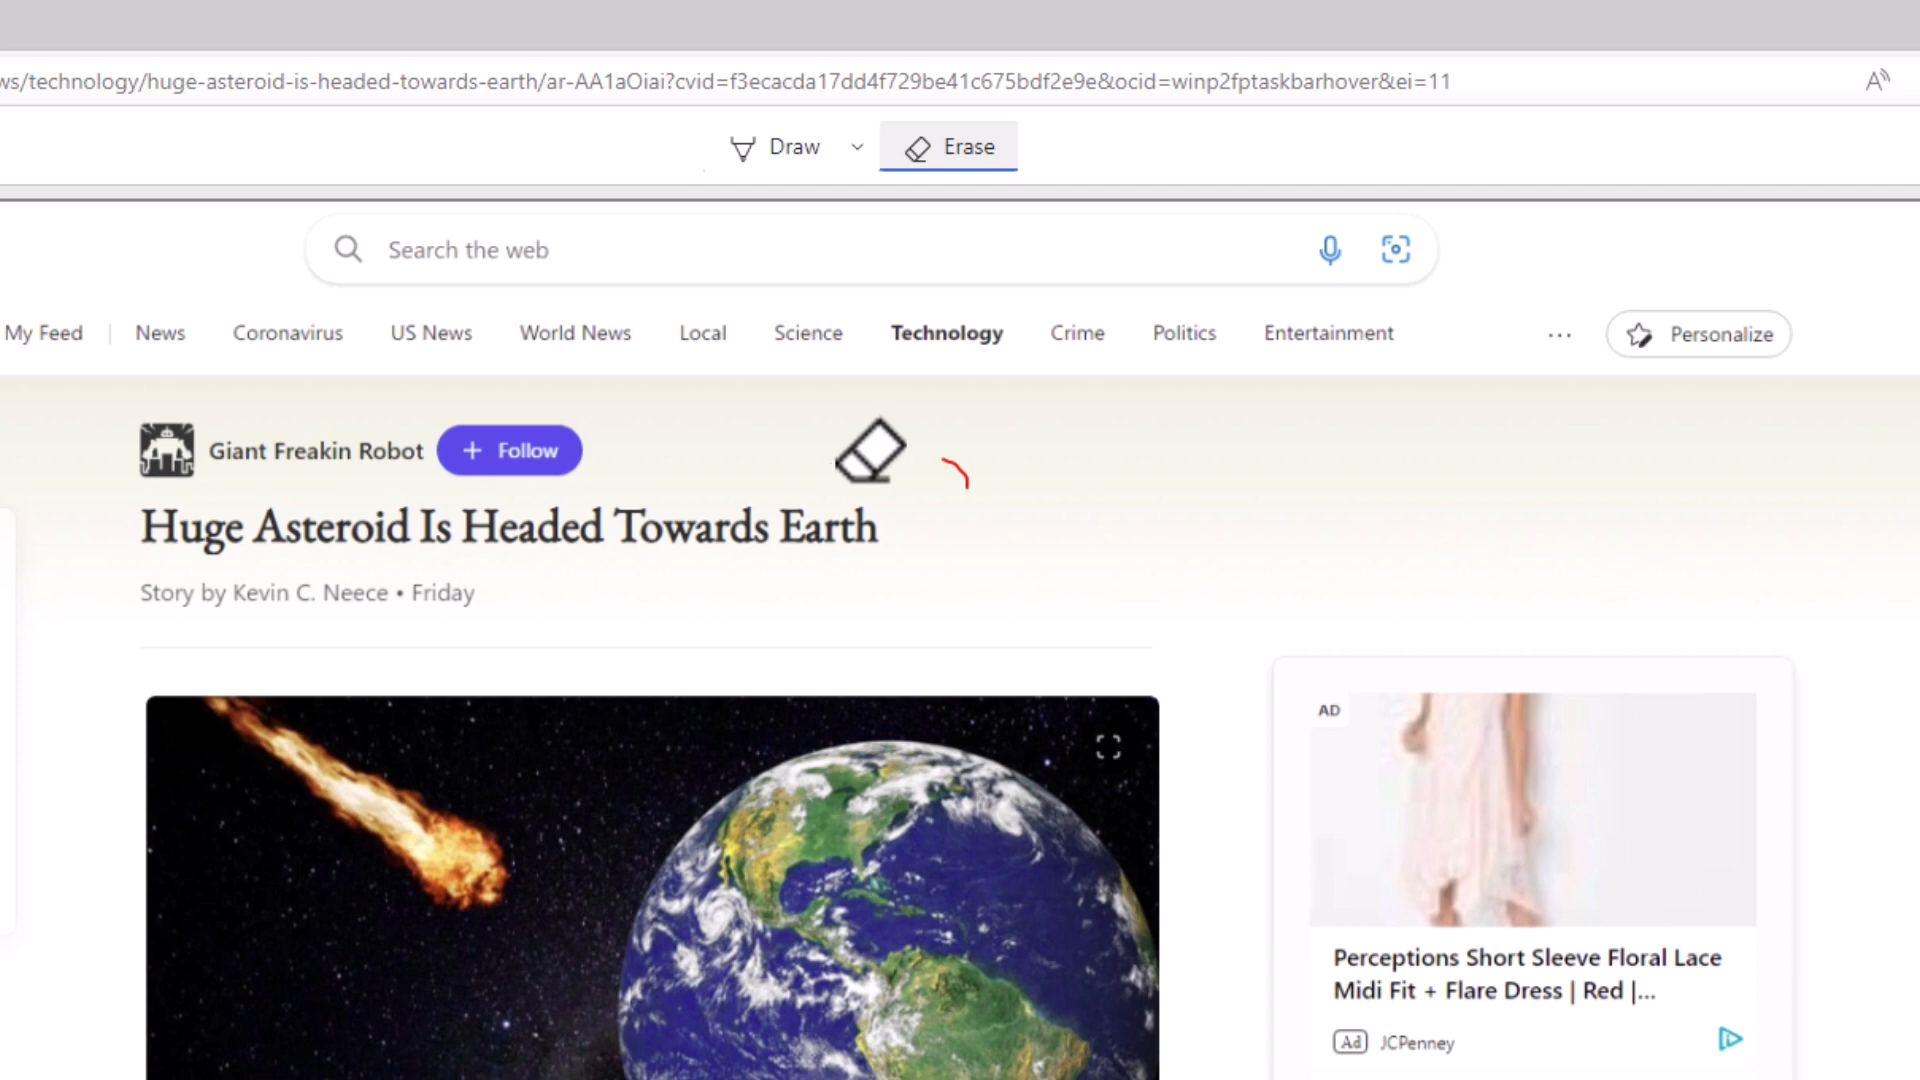 ws/technology/huge-asteroid-is-headed-towards-earth/ar-AA1aOiai?cvid=f3ecacda17dd4f729be41c675bdf2e9e&ocid=winp2fptaskbarhover&ei=11
Draw Erase
Search the web
My Feed News Coronavirus US News World News Local Science Technology Crime Politics Entertainment ... Personalize
Giant Freakin Robot + Follow
Huge Asteroid Is Headed Towards Earth
Story by Kevin C. Neece • Friday
AD
Perceptions Short Sleeve Floral Lace
Midi Fit + Flare Dress | Red |...
Ad JCPenney